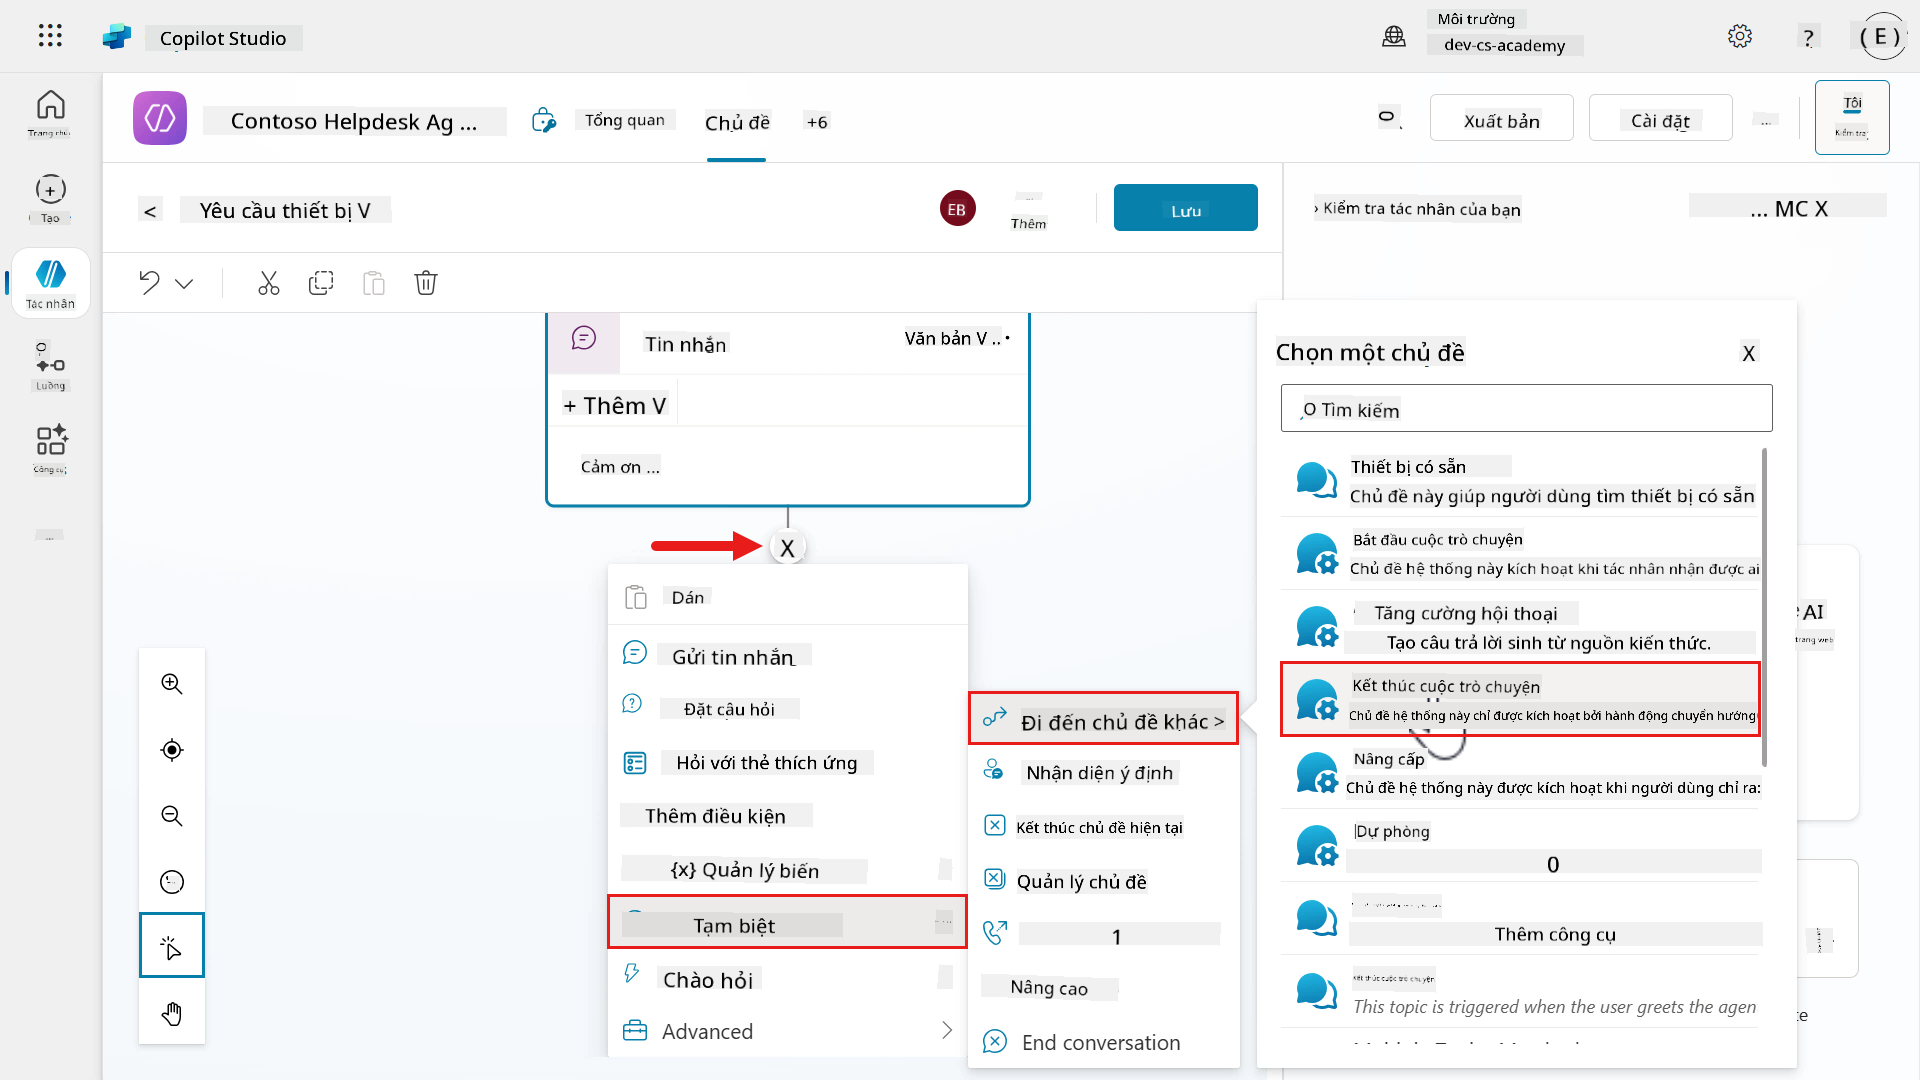 Copilot Studio
Môi trường
dev-cs-academy
?
( E )
Trang chủ
Contoso Helpdesk Ag ...
Tổng quan
Chủ đề
+6
Xuất bản
Cài đặt
...
Tôi
Kiểm tra
Tạo
<
Yêu cầu thiết bị V
EB
Thêm
Lưu
› Kiểm tra tác nhân của bạn
... MC X
Tác nhân
Luồng
Tin nhắn
Văn bản V ..
+ Thêm V
Cảm ơn ...
X
Dán
Gửi tin nhắn
Đặt câu hỏi
Hỏi với thẻ thích ứng
Thêm điều kiện
{x} Quản lý biến
Tạm biệt
Chào hỏi
Advanced
Đi đến chủ đề khác >
Nhận diện ý định
Kết thúc chủ đề hiện tại
Quản lý chủ đề
1
Nâng cao
End conversation
Chọn một chủ đề
X
O Tìm kiếm
Thiết bị có sẵn
Chủ đề này giúp người dùng tìm thiết bị có sẵn
Bắt đầu cuộc trò chuyện
Chủ đề hệ thống này kích hoạt khi tác nhân nhận được ai
Tăng cường hội thoại
Tạo câu trả lời sinh từ nguồn kiến thức.
Kết thúc cuộc trò chuyện
Chủ đề hệ thống này chỉ được kích hoạt bởi hành động chuyển hướng
Nâng cấp
Chủ đề hệ thống này được kích hoạt khi người dùng chỉ ra:
Dự phòng
0
Thêm công cụ
Kết thúc cuộc trò chuyện
This topic is triggered when the user greets the agen
AI
trang web